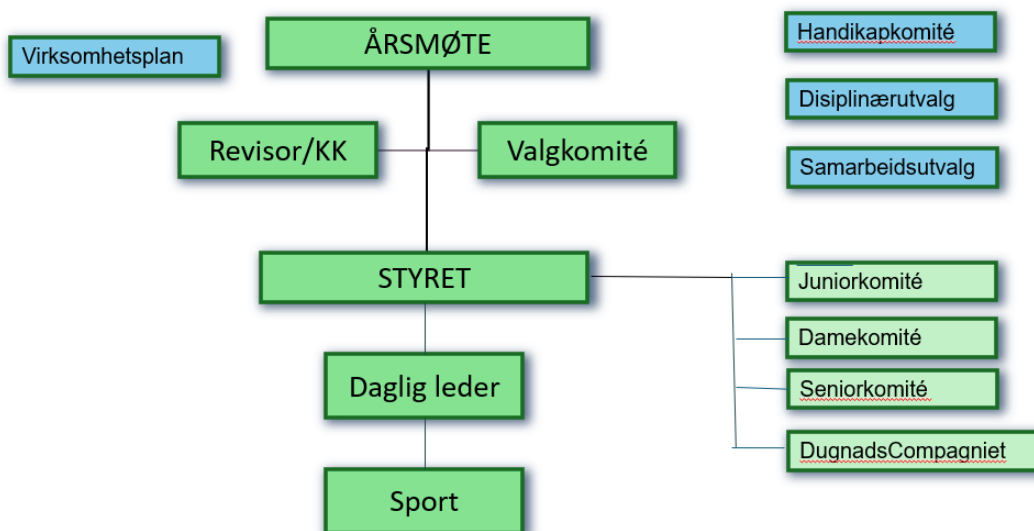 ÅRSMØTE
Virksomhetsplan
Handikapkomité
Disiplinærutvalg
Revisor/KK
Valgkomité
Samarbeidsutvalg
STYRET
Juniorkomité
Damekomité
Daglig leder
Seniorkomité
DugnadsCompagniet
Sport